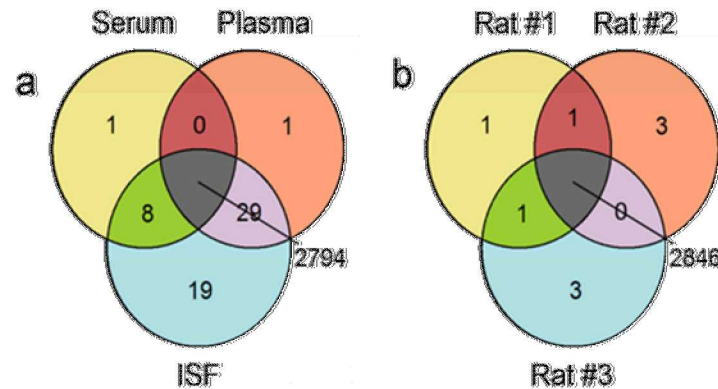 Serum Plasma
a
1 0 1
8 29
2794
19
ISF
Rat #1 Rat #2
b
1 1 3
1 0
2846
3
Rat #3